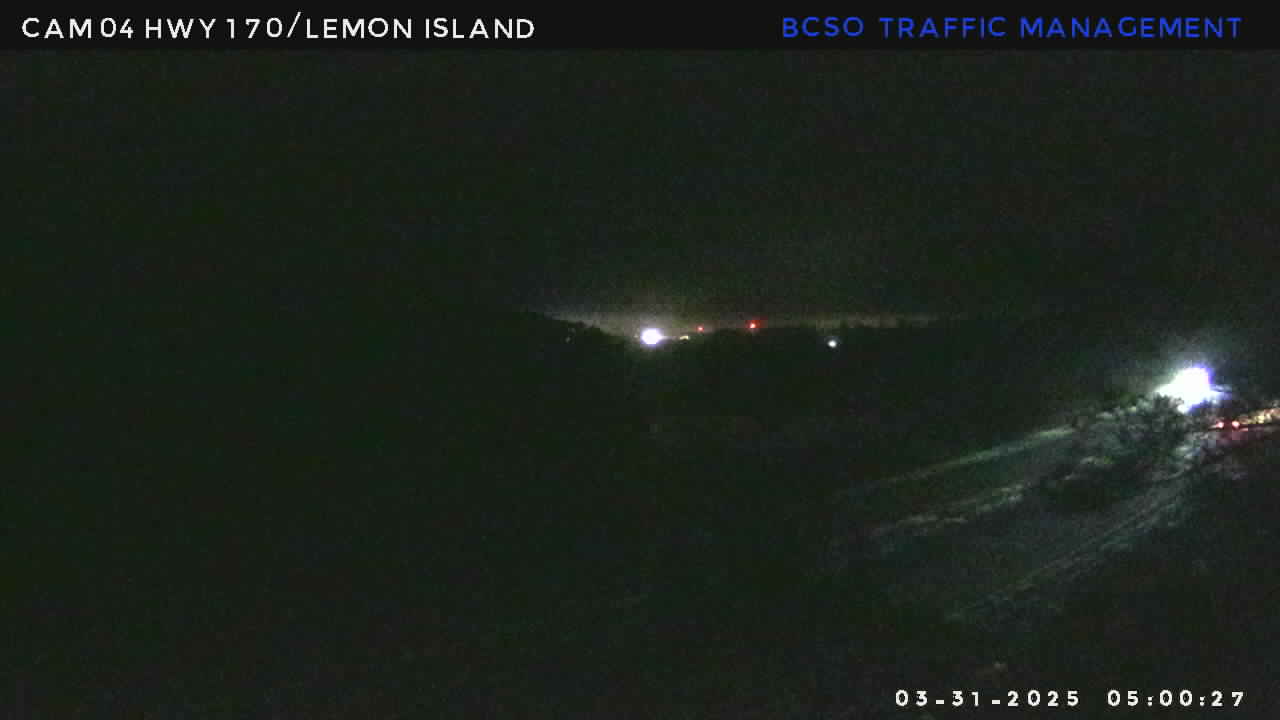 CAM04 HWY 170/LEMON ISLAND
BCSO TRAFFIC MANAGEMENT
03-31-2025 05:00:27